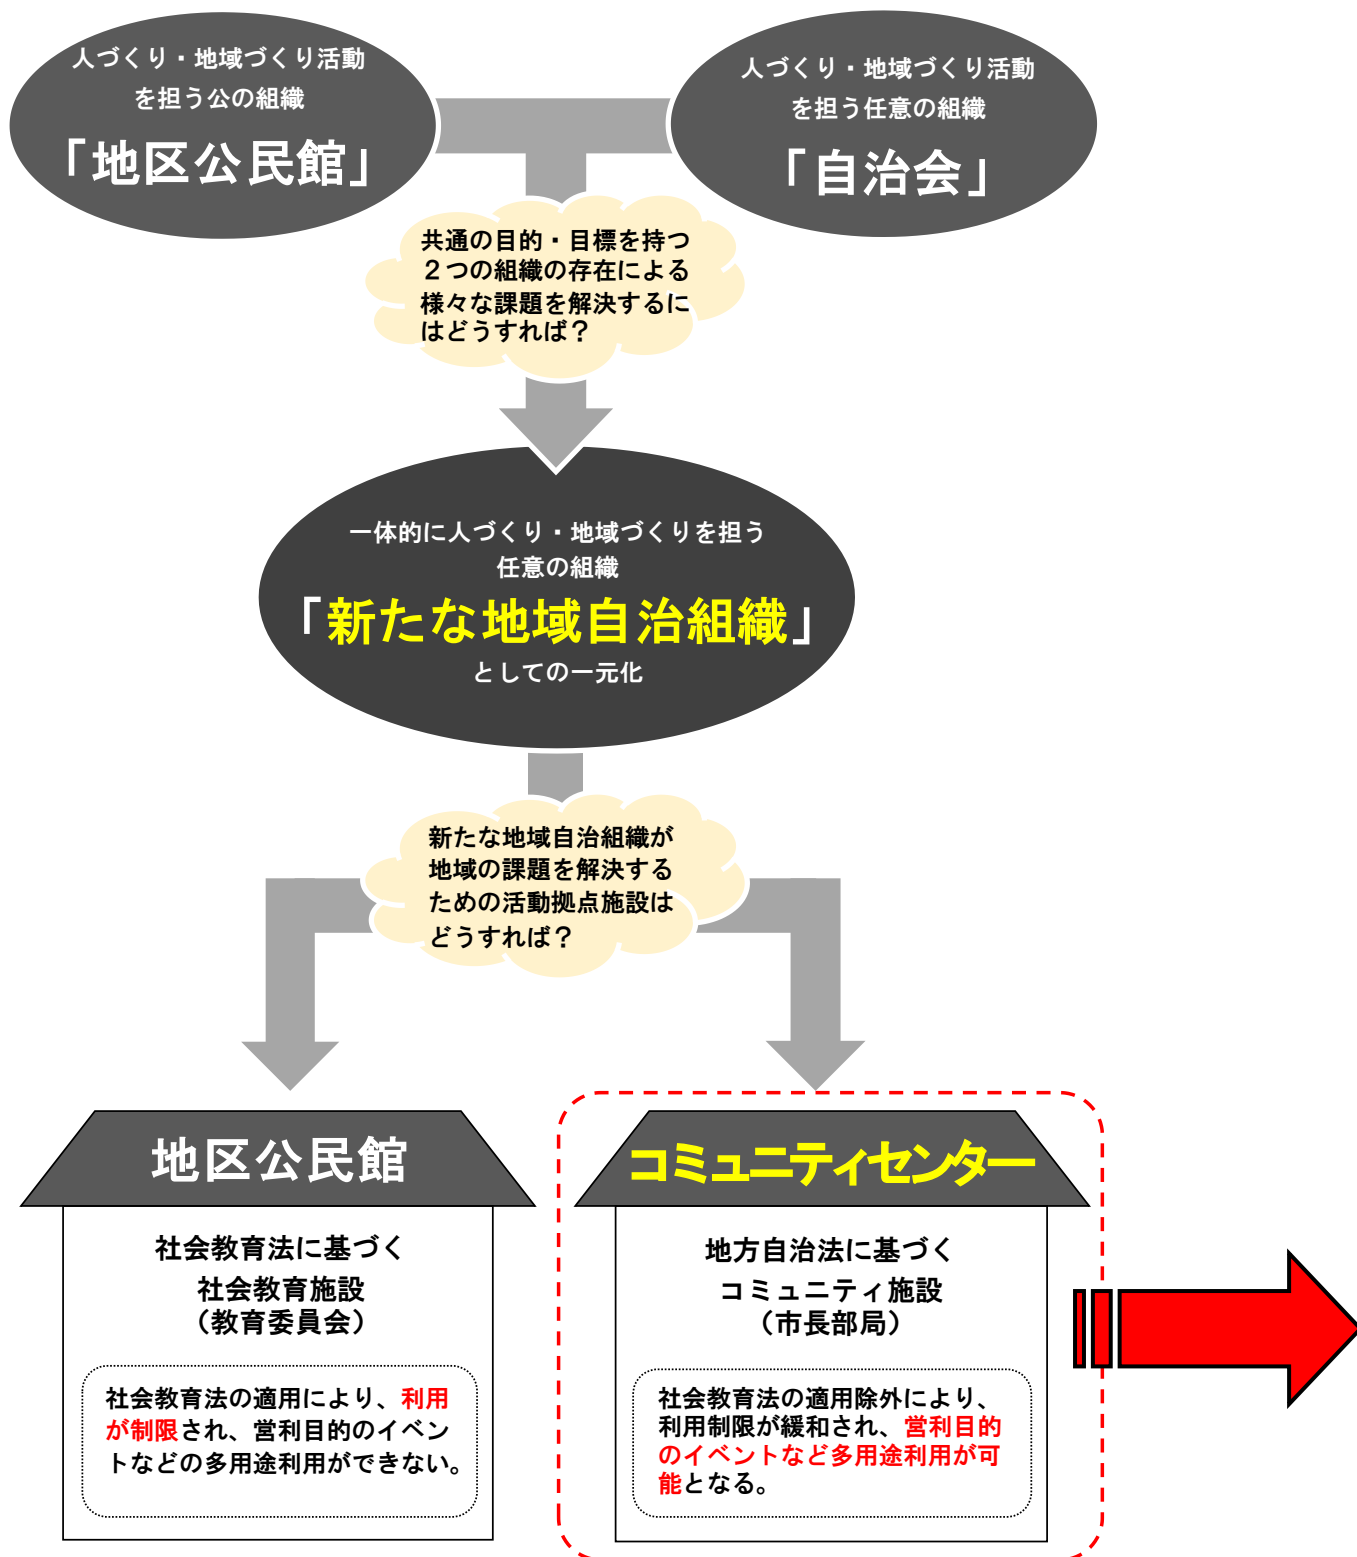 人づくり・地域づくり活動
を担う公の組織
「地区公民館」
人づくり・地域づくり活動
を担う任意の組織
「自治会」
共通の目的・目標を持つ
２つの組織の存在による
様々な課題を解決するに
はどうすれば？
一体的に人づくり・地域づくりを担う
任意の組織
「新たな地域自治組織」
としての一元化
新たな地域自治組織が
地域の課題を解決する
ための活動拠点施設は
どうすれば？
地区公民館
社会教育法に基づく
社会教育施設
（教育委員会）
社会教育法の適用により、利用
が制限され、営利目的のイベン
トなどの多用途利用ができない。
コミュニティセンター
地方自治法に基づく
コミュニティ施設
（市長部局）
社会教育法の適用除外により、
利用制限が緩和され、営利目的
のイベントなど多用途利用が可
能となる。